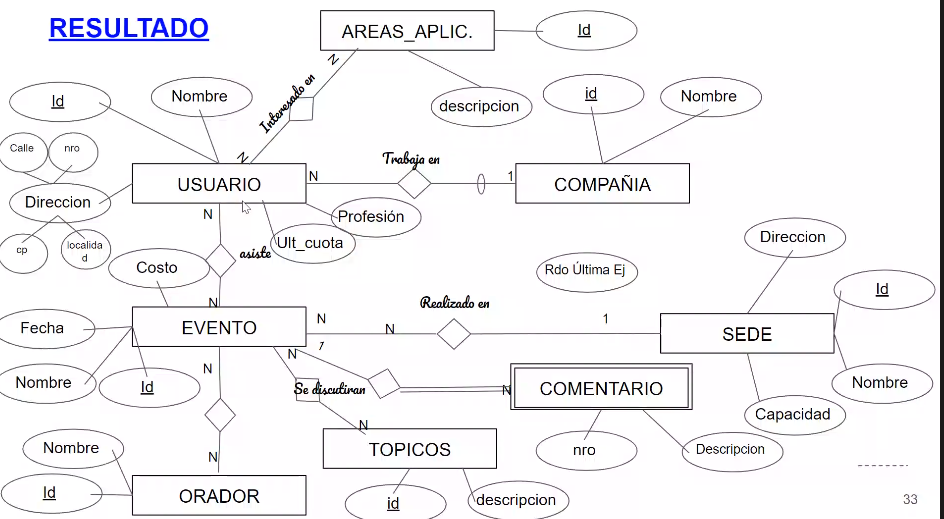 RESULTADO
AREAS_APLIC.
Id
Id
Nombre
Interesado en
N
descripcion
id
Nombre
Calle
nro
N
Trabaja en
USUARIO
N
1
COMPAÑIA
Direccion
Profesión
N
Ult_cuota
cp
localida
d
asiste
Costo
Rdo Última Ej
Direccion
Id
N
Realizado en
Fecha
EVENTO
N
N
1
SEDE
1
N
Nombre
Id
N
Se discutiran
N
COMENTARIO
Nombre
Capacidad
N
Nombre
TOPICOS
nro
Descripcion
N
Id
ORADOR
id
descripcion
33